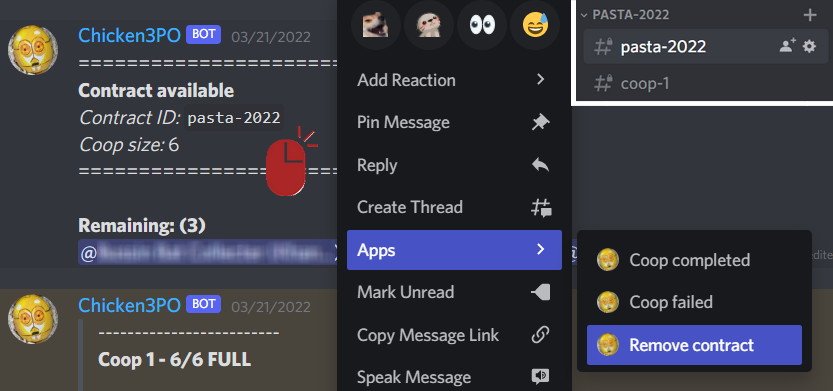 Chicken3PO BOT 03/21/2022
========================
Contract available
Contract ID: pasta-2022
Coop size: 6
========================
Remaining: (3)
@
Chicken3PO BOT 03/21/2022
-------------------------
Coop 1 - 6/6 FULL
Add Reaction
Pin Message
Reply
Create Thread
Apps
Mark Unread
Copy Message Link
Speak Message
PASTA-2022
pasta-2022
coop-1
Coop completed
Coop failed
Remove contract